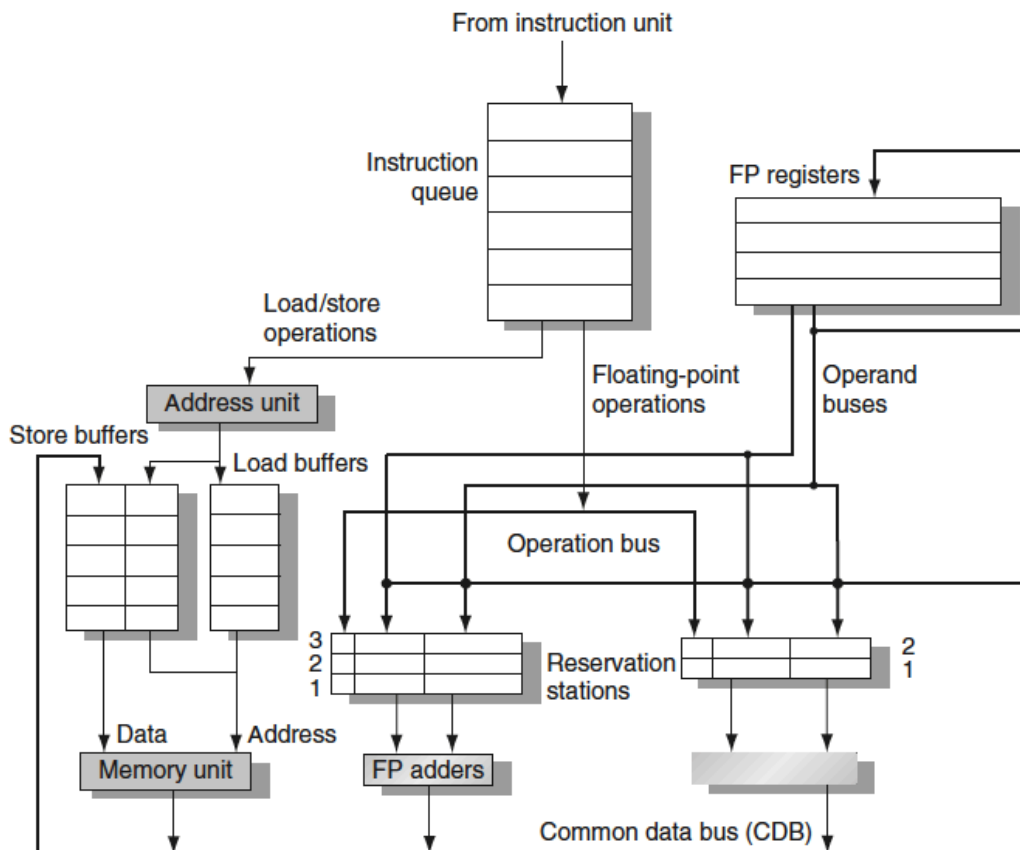 From instruction unit
Instruction
queue
FP registers
Load/store
operations
Floating-point
operations
Operand
buses
Address unit
Store buffers
Load buffers
Operation bus
3
2
1
Reservation
stations
2
1
Data
Address
Memory unit
FP adders
Common data bus (CDB)